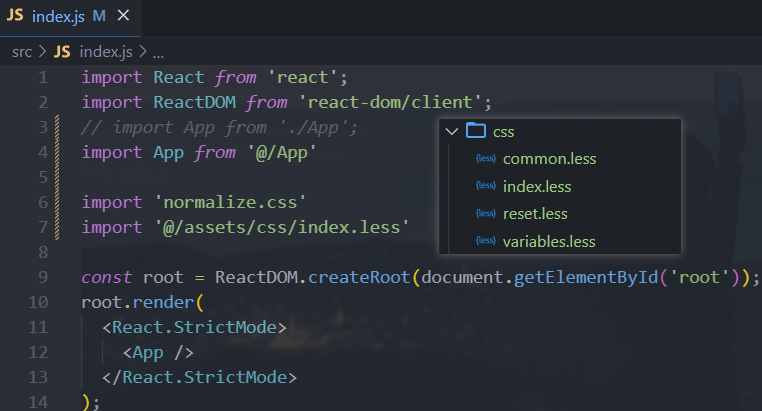 JS index.js M ×
src > JS index.js > ...
1 import React from 'react';
2 import ReactDOM from 'react-dom/client';
3 // import App from './App';
4 import App from '@/App'
5
6 import 'normalize.css'
7 import '@/assets/css/index.less'
8
9 const root = ReactDOM.createRoot(document.getElementById('root'));
10 root.render(
11 <React.StrictMode>
12 <App />
13 </React.StrictMode>
14 );
css
{less} common.less
{less} index.less
{less} reset.less
{less} variables.less